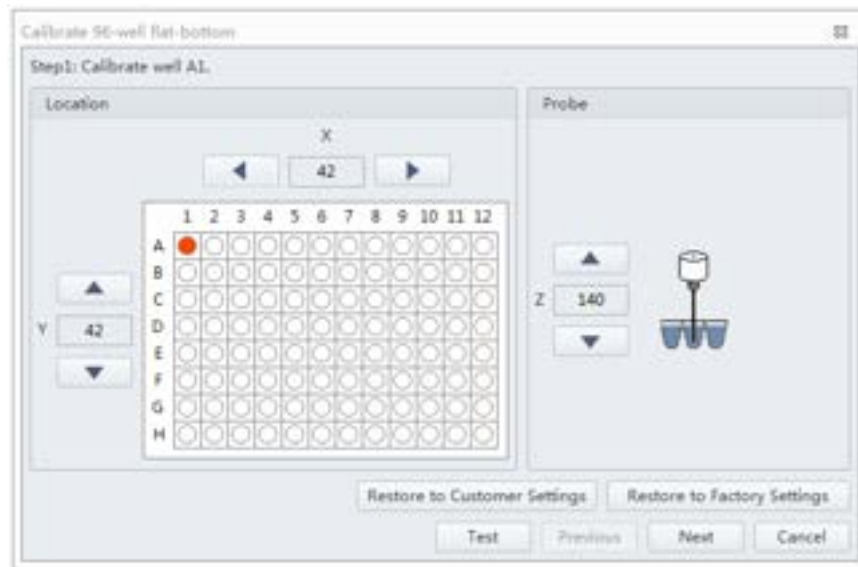 Calibrate 96-well flat-bottom
Step1: Calibrate well A1.
Location
X
42
1 2 3 4 5 6 7 8 9 10 11 12
A
B
C
D
E
F
G
H
Y
42
Probe
Z
140
Restore to Customer Settings
Restore to Factory Settings
Test
Previous
Next
Cancel